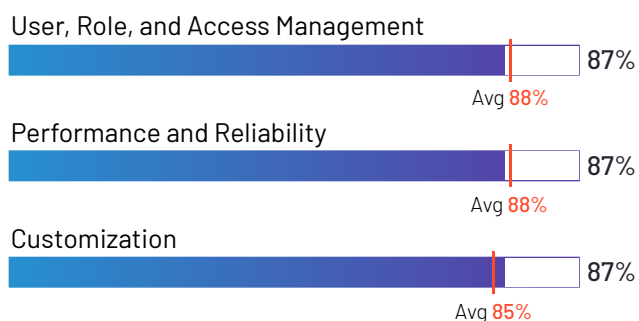 User, Role, and Access Management
87%
Avg 88%
Performance and Reliability
87%
Avg 88%
Customization
87%
Avg 85%